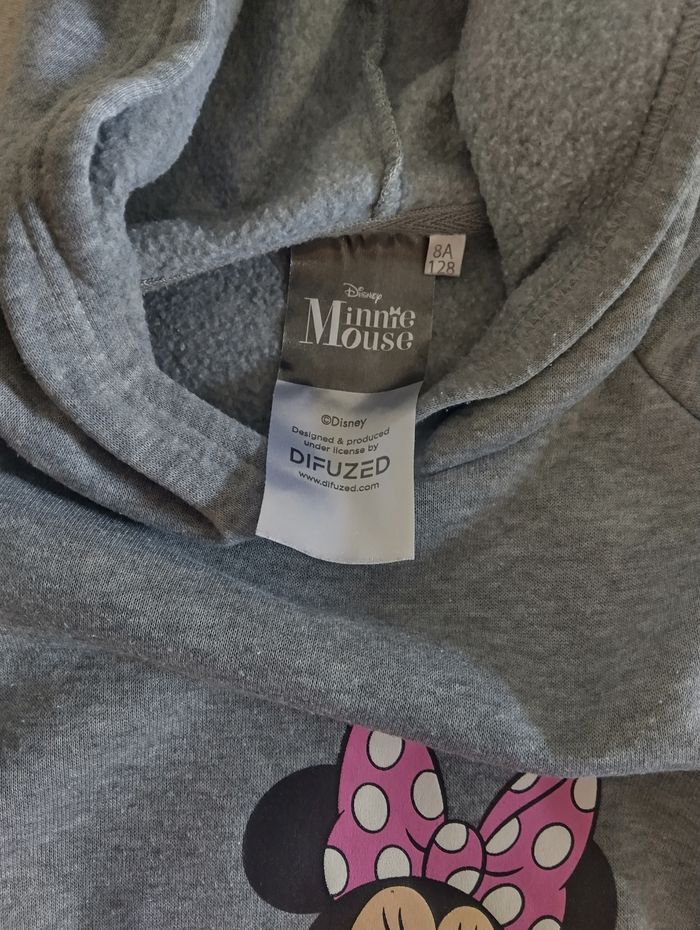 8A
128
Disney
Minnie
Mouse
©Disney
Designed & produced
under license by
DIFUZED
www.difuzed.com